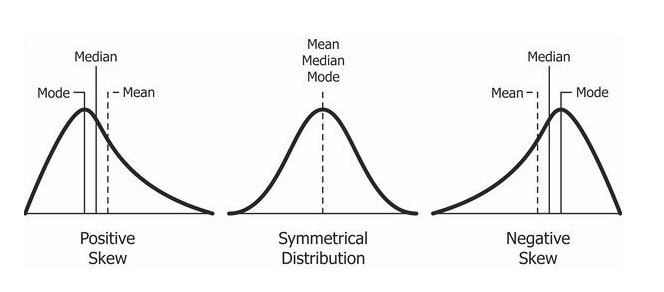 Median
Mode
Mean
Positive
Skew
Mean
Median
Mode
Symmetrical
Distribution
Median
Mean
Mode
Negative
Skew